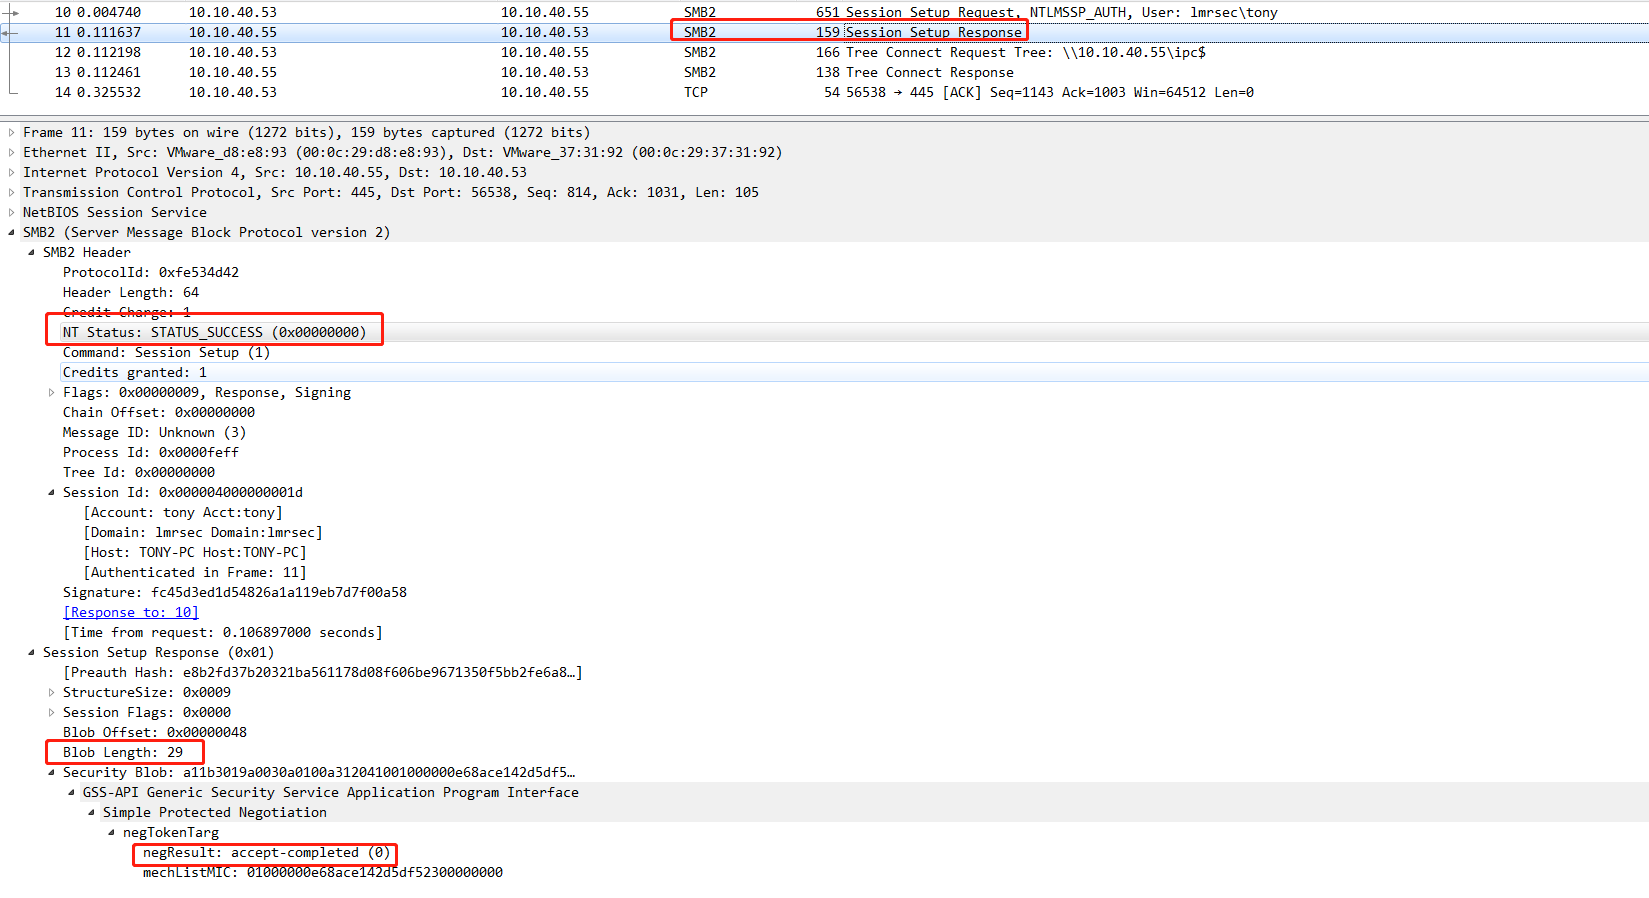 10 0.004740 10.10.40.53 10.10.40.55 SMB2 651 Session Setup Request, NTLMSSP_AUTH, User: lmrsec\tony
11 0.111637 10.10.40.55 10.10.40.53 SMB2 159 Session Setup Response
12 0.112198 10.10.40.53 10.10.40.55 SMB2 166 Tree Connect Request Tree: \\10.10.40.55\ipc$
13 0.112461 10.10.40.55 10.10.40.53 SMB2 138 Tree Connect Response
14 0.325532 10.10.40.53 10.10.40.55 TCP 54 56538 → 445 [ACK] Seq=1143 Ack=1003 Win=64512 Len=0
Frame 11: 159 bytes on wire (1272 bits), 159 bytes captured (1272 bits)
Ethernet II, Src: VMware_d8:e8:93 (00:0c:29:d8:e8:93), Dst: VMware_37:31:92 (00:0c:29:37:31:92)
Internet Protocol Version 4, Src: 10.10.40.55, Dst: 10.10.40.53
Transmission Control Protocol, Src Port: 445, Dst Port: 56538, Seq: 814, Ack: 1031, Len: 105
NetBIOS Session Service
SMB2 (Server Message Block Protocol version 2)
SMB2 Header
ProtocolId: 0xfe534d42
Header Length: 64
Credit Charge: 1
NT Status: STATUS_SUCCESS (0x00000000)
Command: Session Setup (1)
Credits granted: 1
Flags: 0x00000009, Response, Signing
Chain Offset: 0x00000000
Message ID: Unknown (3)
Process Id: 0x0000feff
Tree Id: 0x00000000
Session Id: 0x000004000000001d
[Account: tony Acct:tony]
[Domain: lmrsec Domain:lmrsec]
[Host: TONY-PC Host:TONY-PC]
[Authenticated in Frame: 11]
Signature: fc45d3ed1d54826a1a119eb7d7f00a58
[Response to: 10]
[Time from request: 0.106897000 seconds]
Session Setup Response (0x01)
[Preauth Hash: e8b2fd37b20321ba561178d08f606be9671350f5bb2fe6a8…]
StructureSize: 0x0009
Session Flags: 0x0000
Blob Offset: 0x00000048
Blob Length: 29
Security Blob: a11b3019a0030a0100a312041001000000e68ace142d5df5…
GSS-API Generic Security Service Application Program Interface
Simple Protected Negotiation
negTokenTarg
negResult: accept-completed (0)
mechListMIC: 01000000e68ace142d5df52300000000